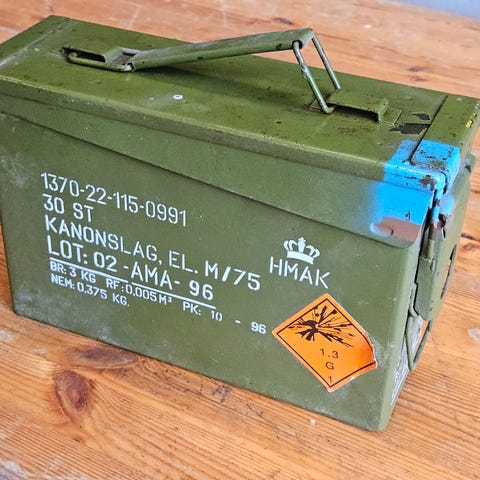 1370-22-115-0991
30 ST
KANONSLAG, EL. M/75
LOT: 02-AMA-96
BR: 3 KG RF: 0.005 M³ PK: 10 - 96
NEM: 0.375 KG.
HMAK
1.3
G
1